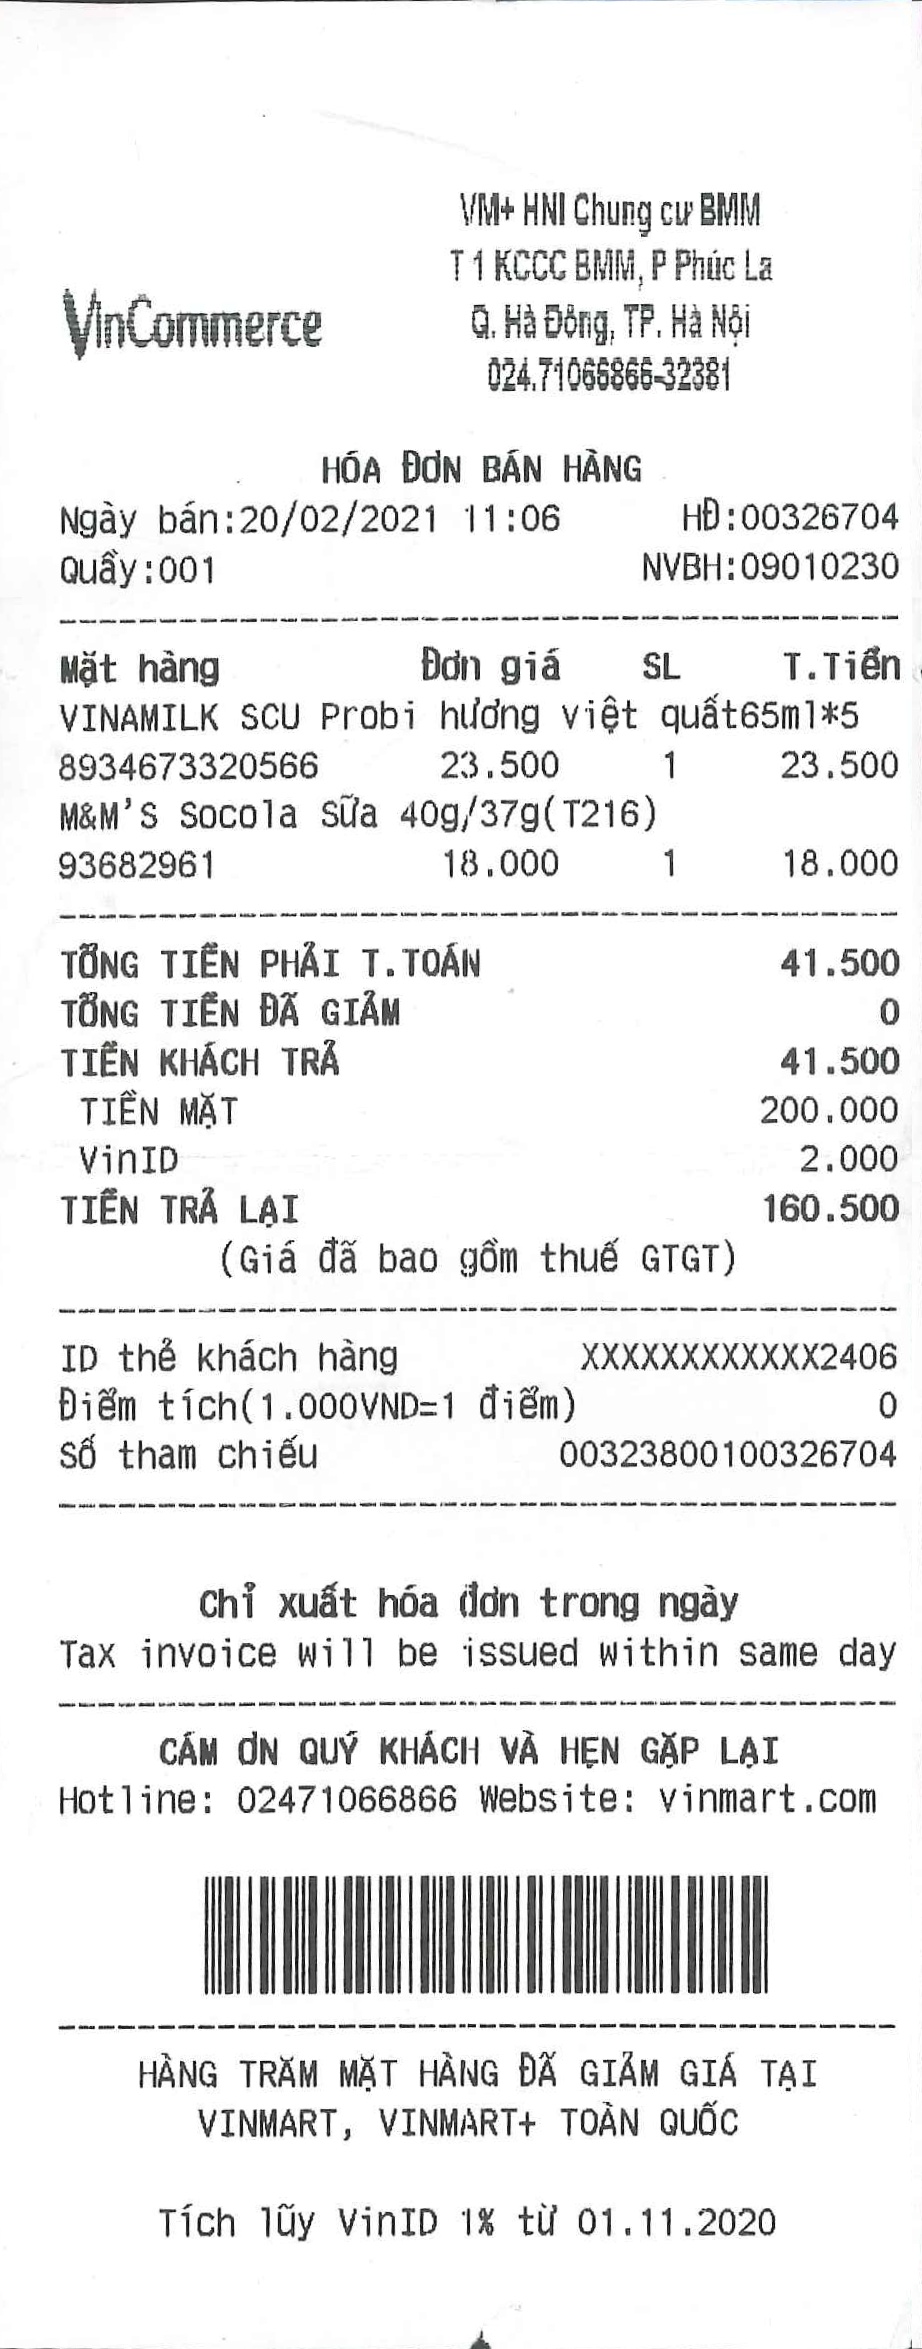 VinCommerce
VM+ HNI Chung cư BMM
T 1 KCCC BMM, P Phúc La
Q. Hà Đông, TP. Hà Nội
024.71066866-32381
HÓA ĐƠN BÁN HÀNG
Ngày bán:20/02/2021 11:06 HĐ:00326704
Quầy:001 NVBH:09010230
Mặt hàng Đơn giá SL T.Tiền
VINAMILK SCU Probi hương việt quất65ml*5
8934673320566 23.500 1 23.500
M&M'S Socola Sữa 40g/37g(T216)
93682961 18.000 1 18.000
TỔNG TIỀN PHẢI T.TOÁN 41.500
TỔNG TIỀN ĐÃ GIẢM 0
TIỀN KHÁCH TRẢ 41.500
TIỀN MẶT 200.000
VinID 2.000
TIỀN TRẢ LẠI 160.500
(Giá đã bao gồm thuế GTGT)
ID thẻ khách hàng XXXXXXXXXXXX2406
Điểm tích(1.000VND=1 điểm) 0
Số tham chiếu 00323800100326704
Chỉ xuất hóa đơn trong ngày
Tax invoice will be issued within same day
CẢM ƠN QUÝ KHÁCH VÀ HẸN GẶP LẠI
Hotline: 02471066866 Website: vinmart.com
HÀNG TRĂM MẶT HÀNG ĐÃ GIẢM GIÁ TẠI
VINMART, VINMART+ TOÀN QUỐC
Tích lũy VinID 1% từ 01.11.2020